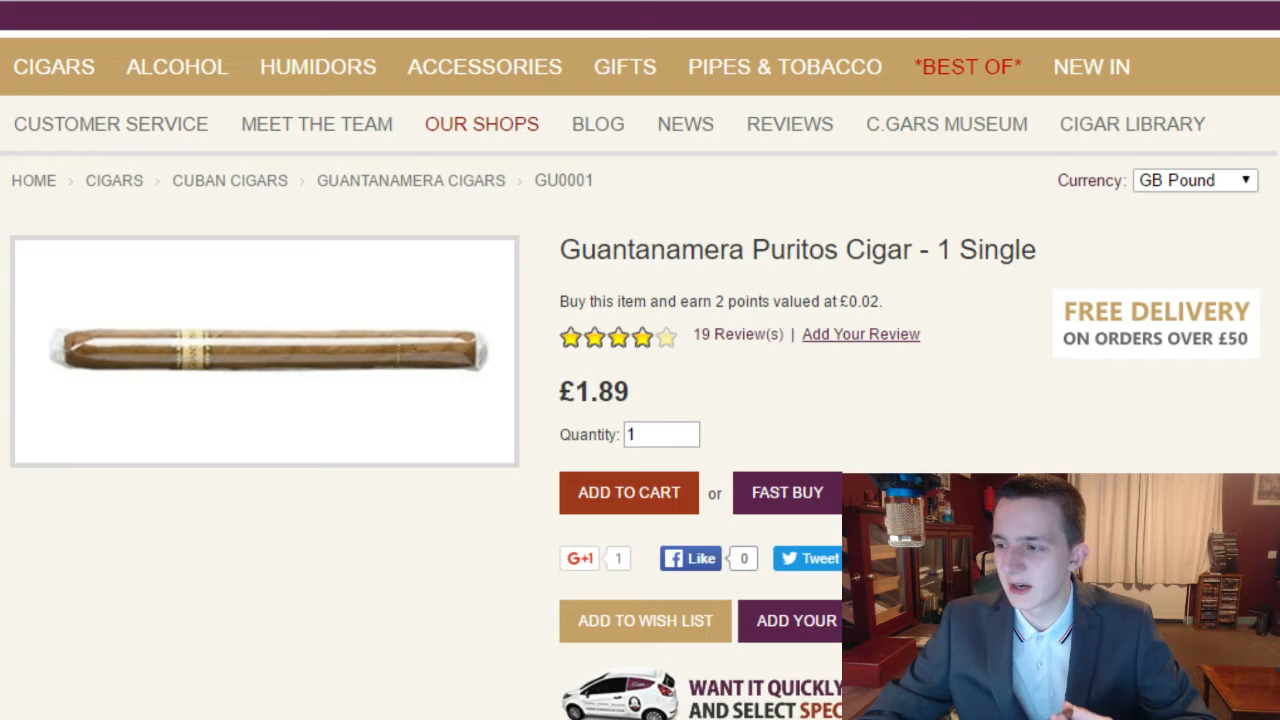 CIGARS ALCOHOL HUMIDORS ACCESSORIES GIFTS PIPES & TOBACCO *BEST OF* NEW IN
CUSTOMER SERVICE MEET THE TEAM OUR SHOPS BLOG NEWS REVIEWS C.GARS MUSEUM CIGAR LIBRARY
HOME › CIGARS › CUBAN CIGARS › GUANTANAMERA CIGARS › GU0001
Currency: GB Pound
Guantanamera Puritos Cigar - 1 Single
Buy this item and earn 2 points valued at £0.02.
19 Review(s) | Add Your Review
FREE DELIVERY
ON ORDERS OVER £50
£1.89
Quantity: 1
ADD TO CART or FAST BUY
G+1 1 Like 0 Tweet
ADD TO WISH LIST ADD YOUR
WANT IT QUICKLY
AND SELECT SPEC